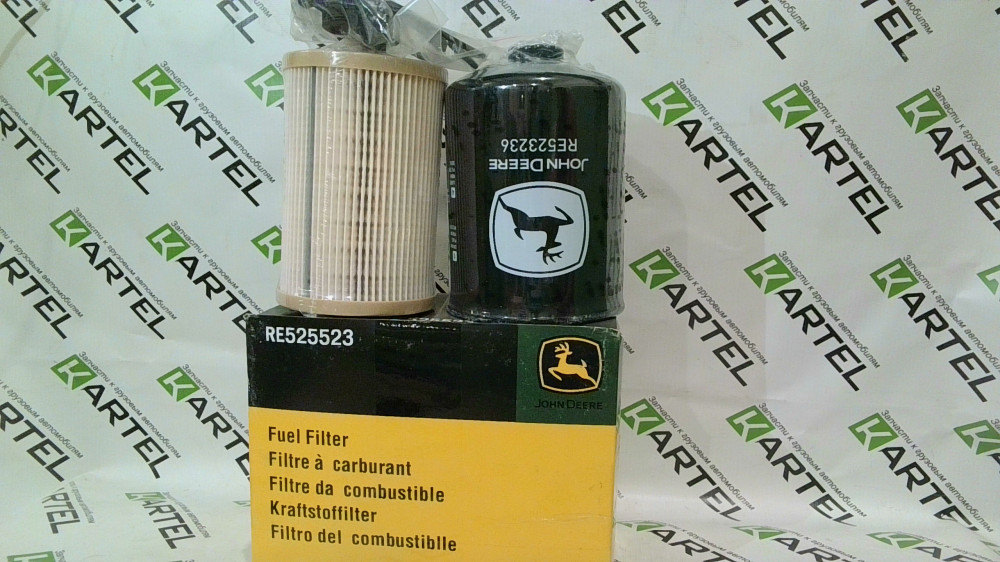 JOHN DEERE
RE523236
RE525523
JOHN DEERE
Fuel Filter
Filtre à carburant
Filtre da combustible
Kraftstoffilter
Filtro del combustiblle
Запчасти к грузовым автомобилям
KARTEL